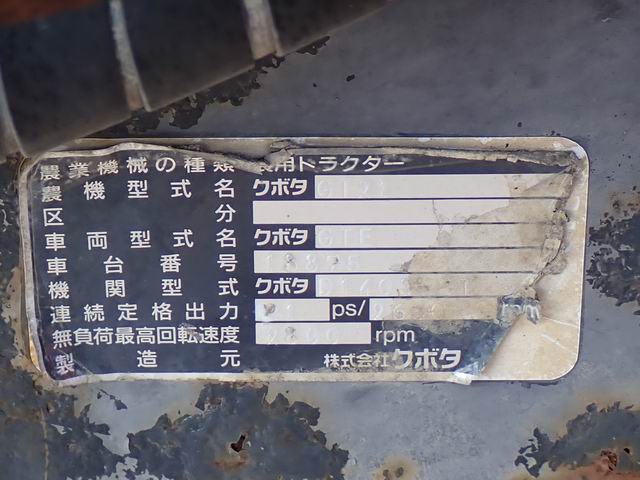 農業機械の種類 用トラクター
農機型式名 クボタ
区分
車両型式名 クボタ
車台番号
機関型式 クボタ
連続定格出力 ps/ rpm
無負荷最高回転速度 rpm
製造元 株式会社クボタ